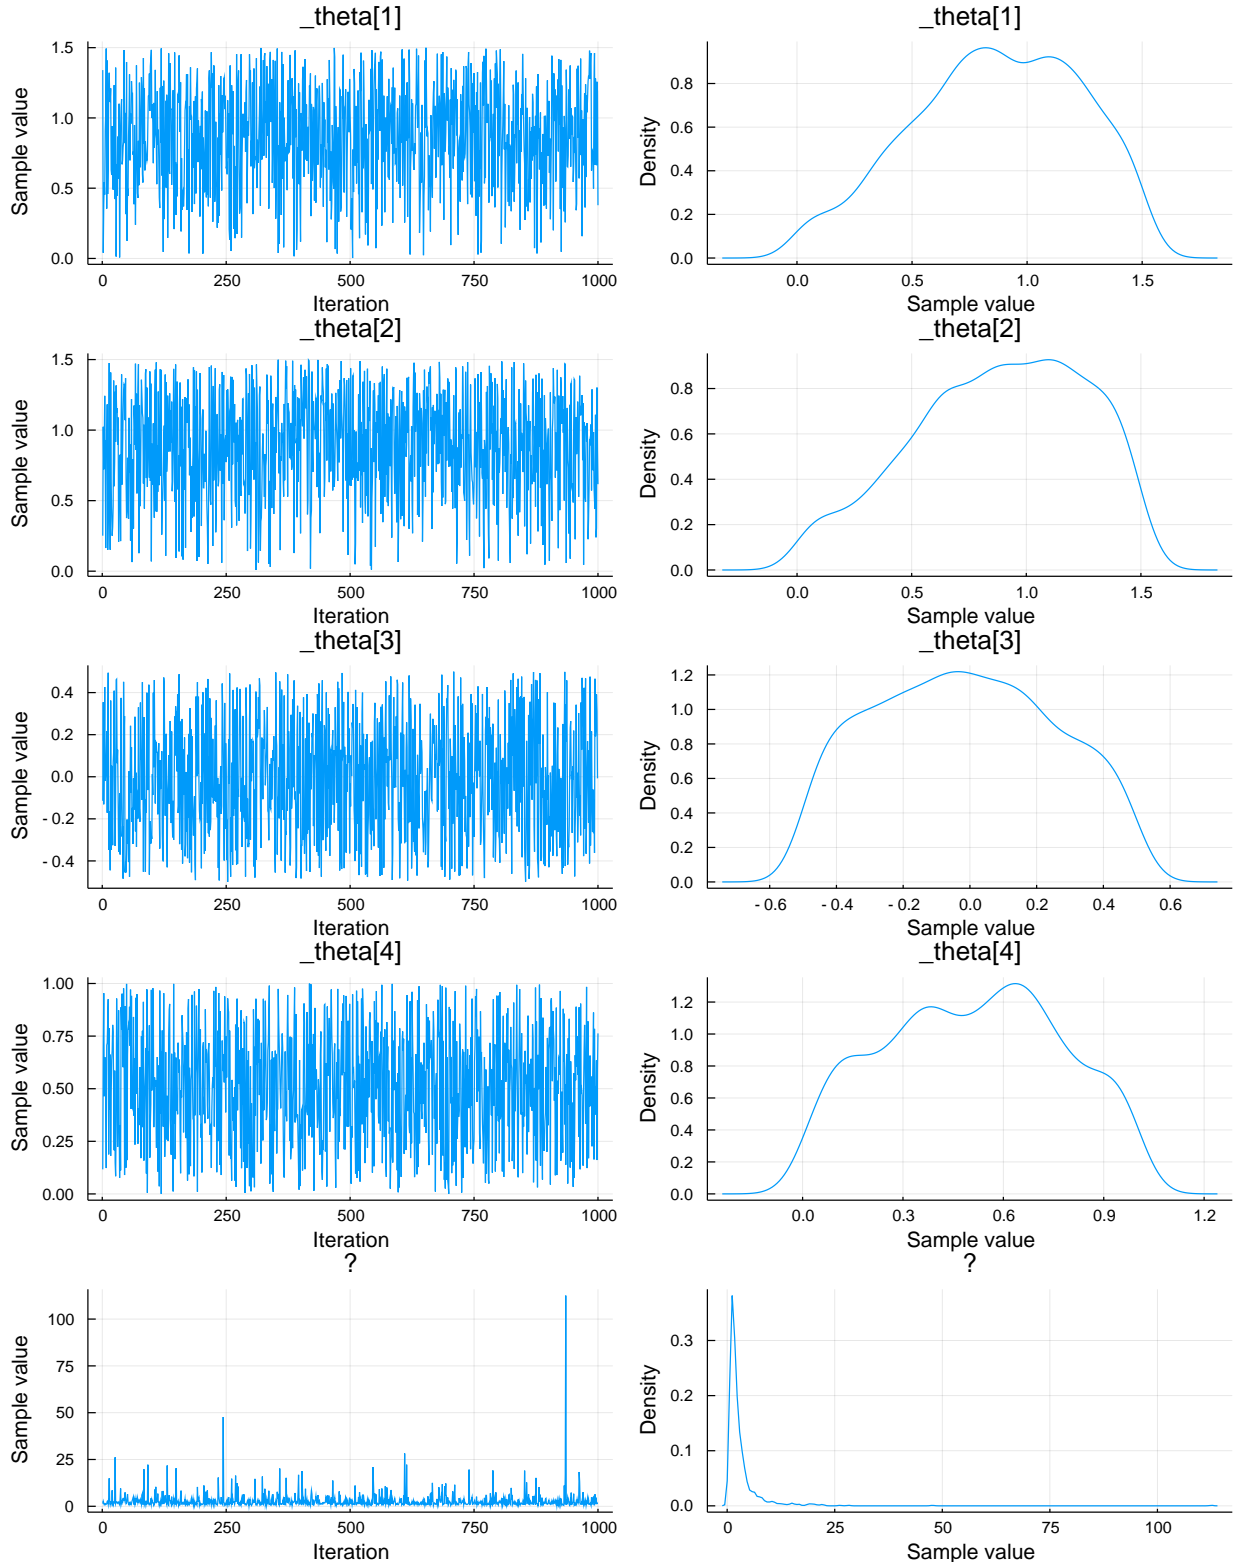 _theta[1] _theta[1]
Sample value
1.5
1.0
0.5
0.0
0 250 500 750 1000
Iteration
Density
0.8
0.6
0.4
0.2
0.0
0.0 0.5 1.0 1.5
Sample value
_theta[2] _theta[2]
Sample value
1.5
1.0
0.5
0.0
0 250 500 750 1000
Iteration
Density
0.8
0.6
0.4
0.2
0.0
0.0 0.5 1.0 1.5
Sample value
_theta[3] _theta[3]
Sample value
0.4
0.2
0.0
- 0.2
- 0.4
0 250 500 750 1000
Iteration
Density
1.2
1.0
0.8
0.6
0.4
0.2
0.0
- 0.6 - 0.4 - 0.2 0.0 0.2 0.4 0.6
Sample value
_theta[4] _theta[4]
Sample value
1.00
0.75
0.50
0.25
0.00
0 250 500 750 1000
Iteration
Density
1.2
1.0
0.8
0.6
0.4
0.2
0.0
0.0 0.3 0.6 0.9 1.2
Sample value
? ?
Sample value
100
75
50
25
0
0 250 500 750 1000
Iteration
Density
0.3
0.2
0.1
0.0
0 25 50 75 100
Sample value